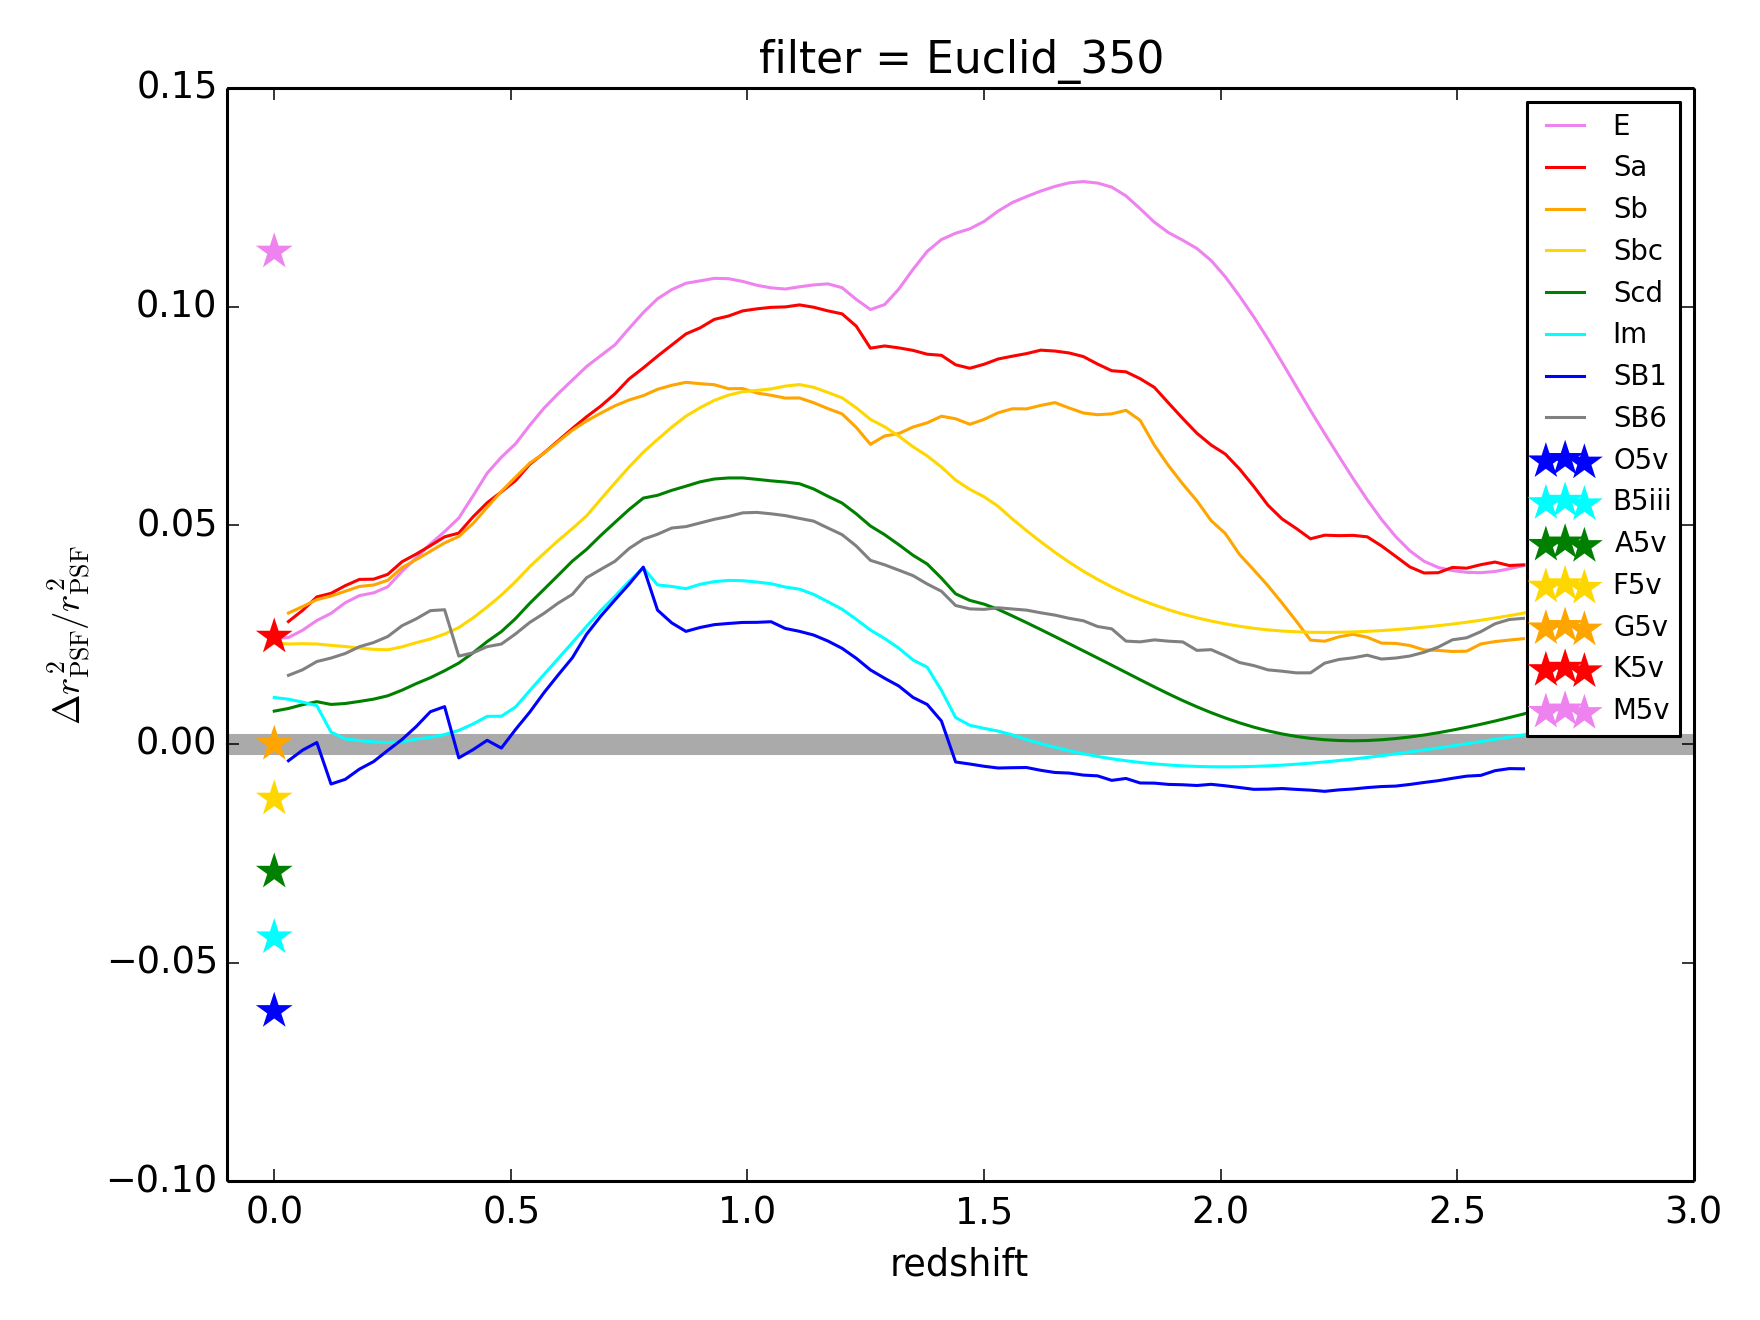 filter = Euclid_350
0.15
0.10
0.05
0.00
−0.05
−0.10
Δr²PSF/r²PSF
0.0 0.5 1.0 1.5 2.0 2.5 3.0
redshift
E
Sa
Sb
Sbc
Scd
Im
SB1
SB6
O5v
B5iii
A5v
F5v
G5v
K5v
M5v